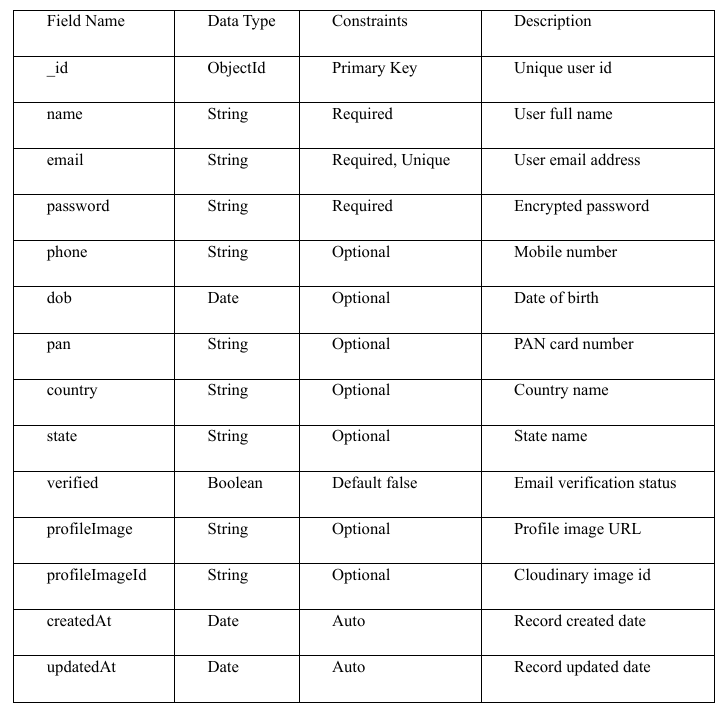 Field Name Data Type Constraints Description
_id ObjectId Primary Key Unique user id
name String Required User full name
email String Required, Unique User email address
password String Required Encrypted password
phone String Optional Mobile number
dob Date Optional Date of birth
pan String Optional PAN card number
country String Optional Country name
state String Optional State name
verified Boolean Default false Email verification status
profileImage String Optional Profile image URL
profileImageId String Optional Cloudinary image id
createdAt Date Auto Record created date
updatedAt Date Auto Record updated date